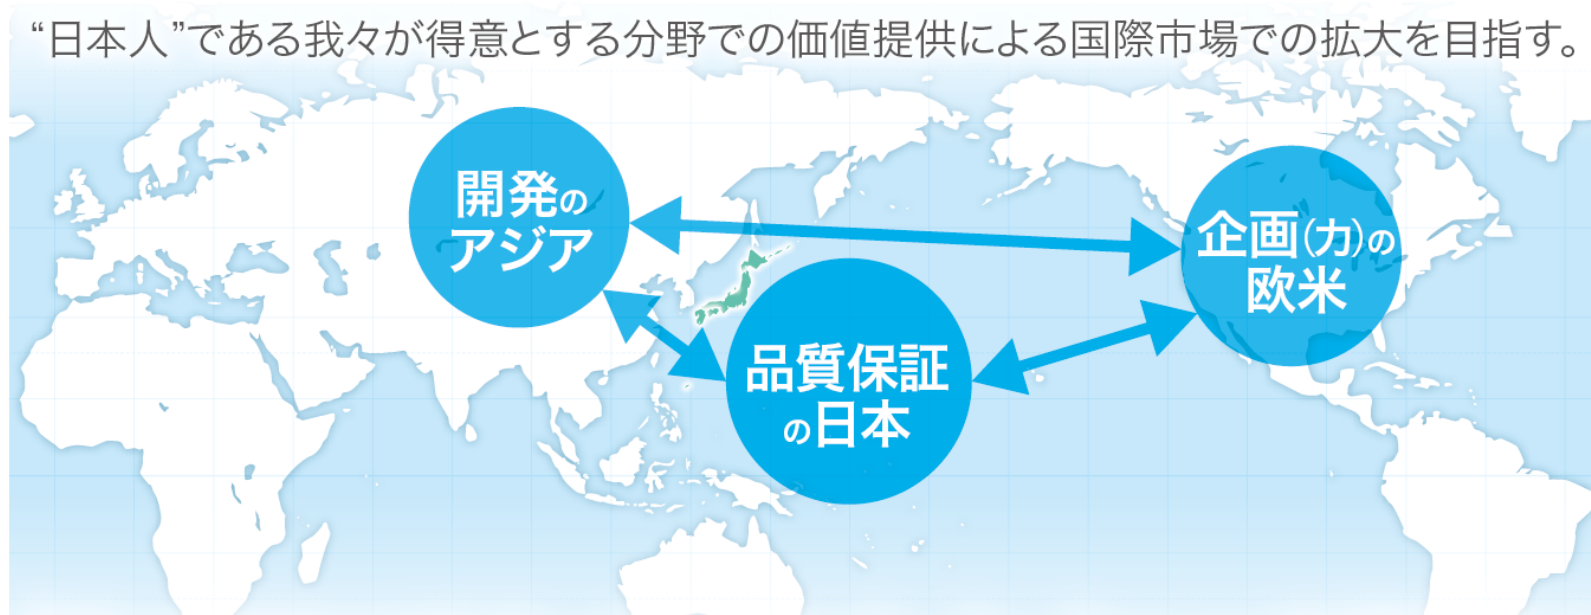 “日本人”である我々が得意とする分野での価値提供による国際市場での拡大を目指す。
開発の
アジア
企画(力)の
欧米
品質保証
の日本